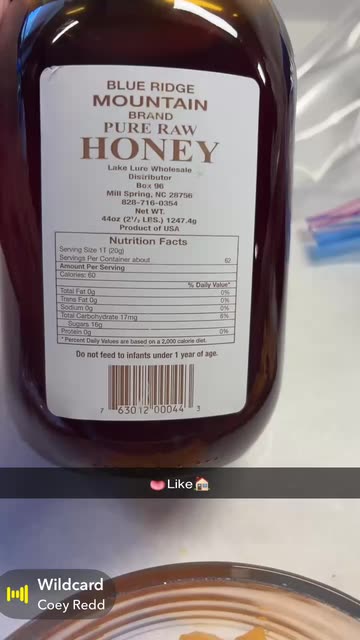 BLUE RIDGE
MOUNTAIN
BRAND
PURE RAW
HONEY
Lake Lure Wholesale
Distributor
Box 96
Mill Spring, NC 28756
828-716-0354
Net WT.
44oz (2¹/₂ LBS.) 1247.4g
Product of USA
Nutrition Facts
Serving Size 1T (20g)
Servings Per Container about 62
Amount Per Serving
Calories: 60
% Daily Value*
Total Fat 0g 0%
Trans Fat 0g 0%
Sodium 0g 0%
Total Carbohydrate 17mg 6%
Sugars 16g
Protein 0g 0%
* Percent Daily Values are based on a 2,000 calorie diet.
Do not feed to infants under 1 year of age.
7 63012 00044 3
👅Like🏠
Wildcard
Coey Redd